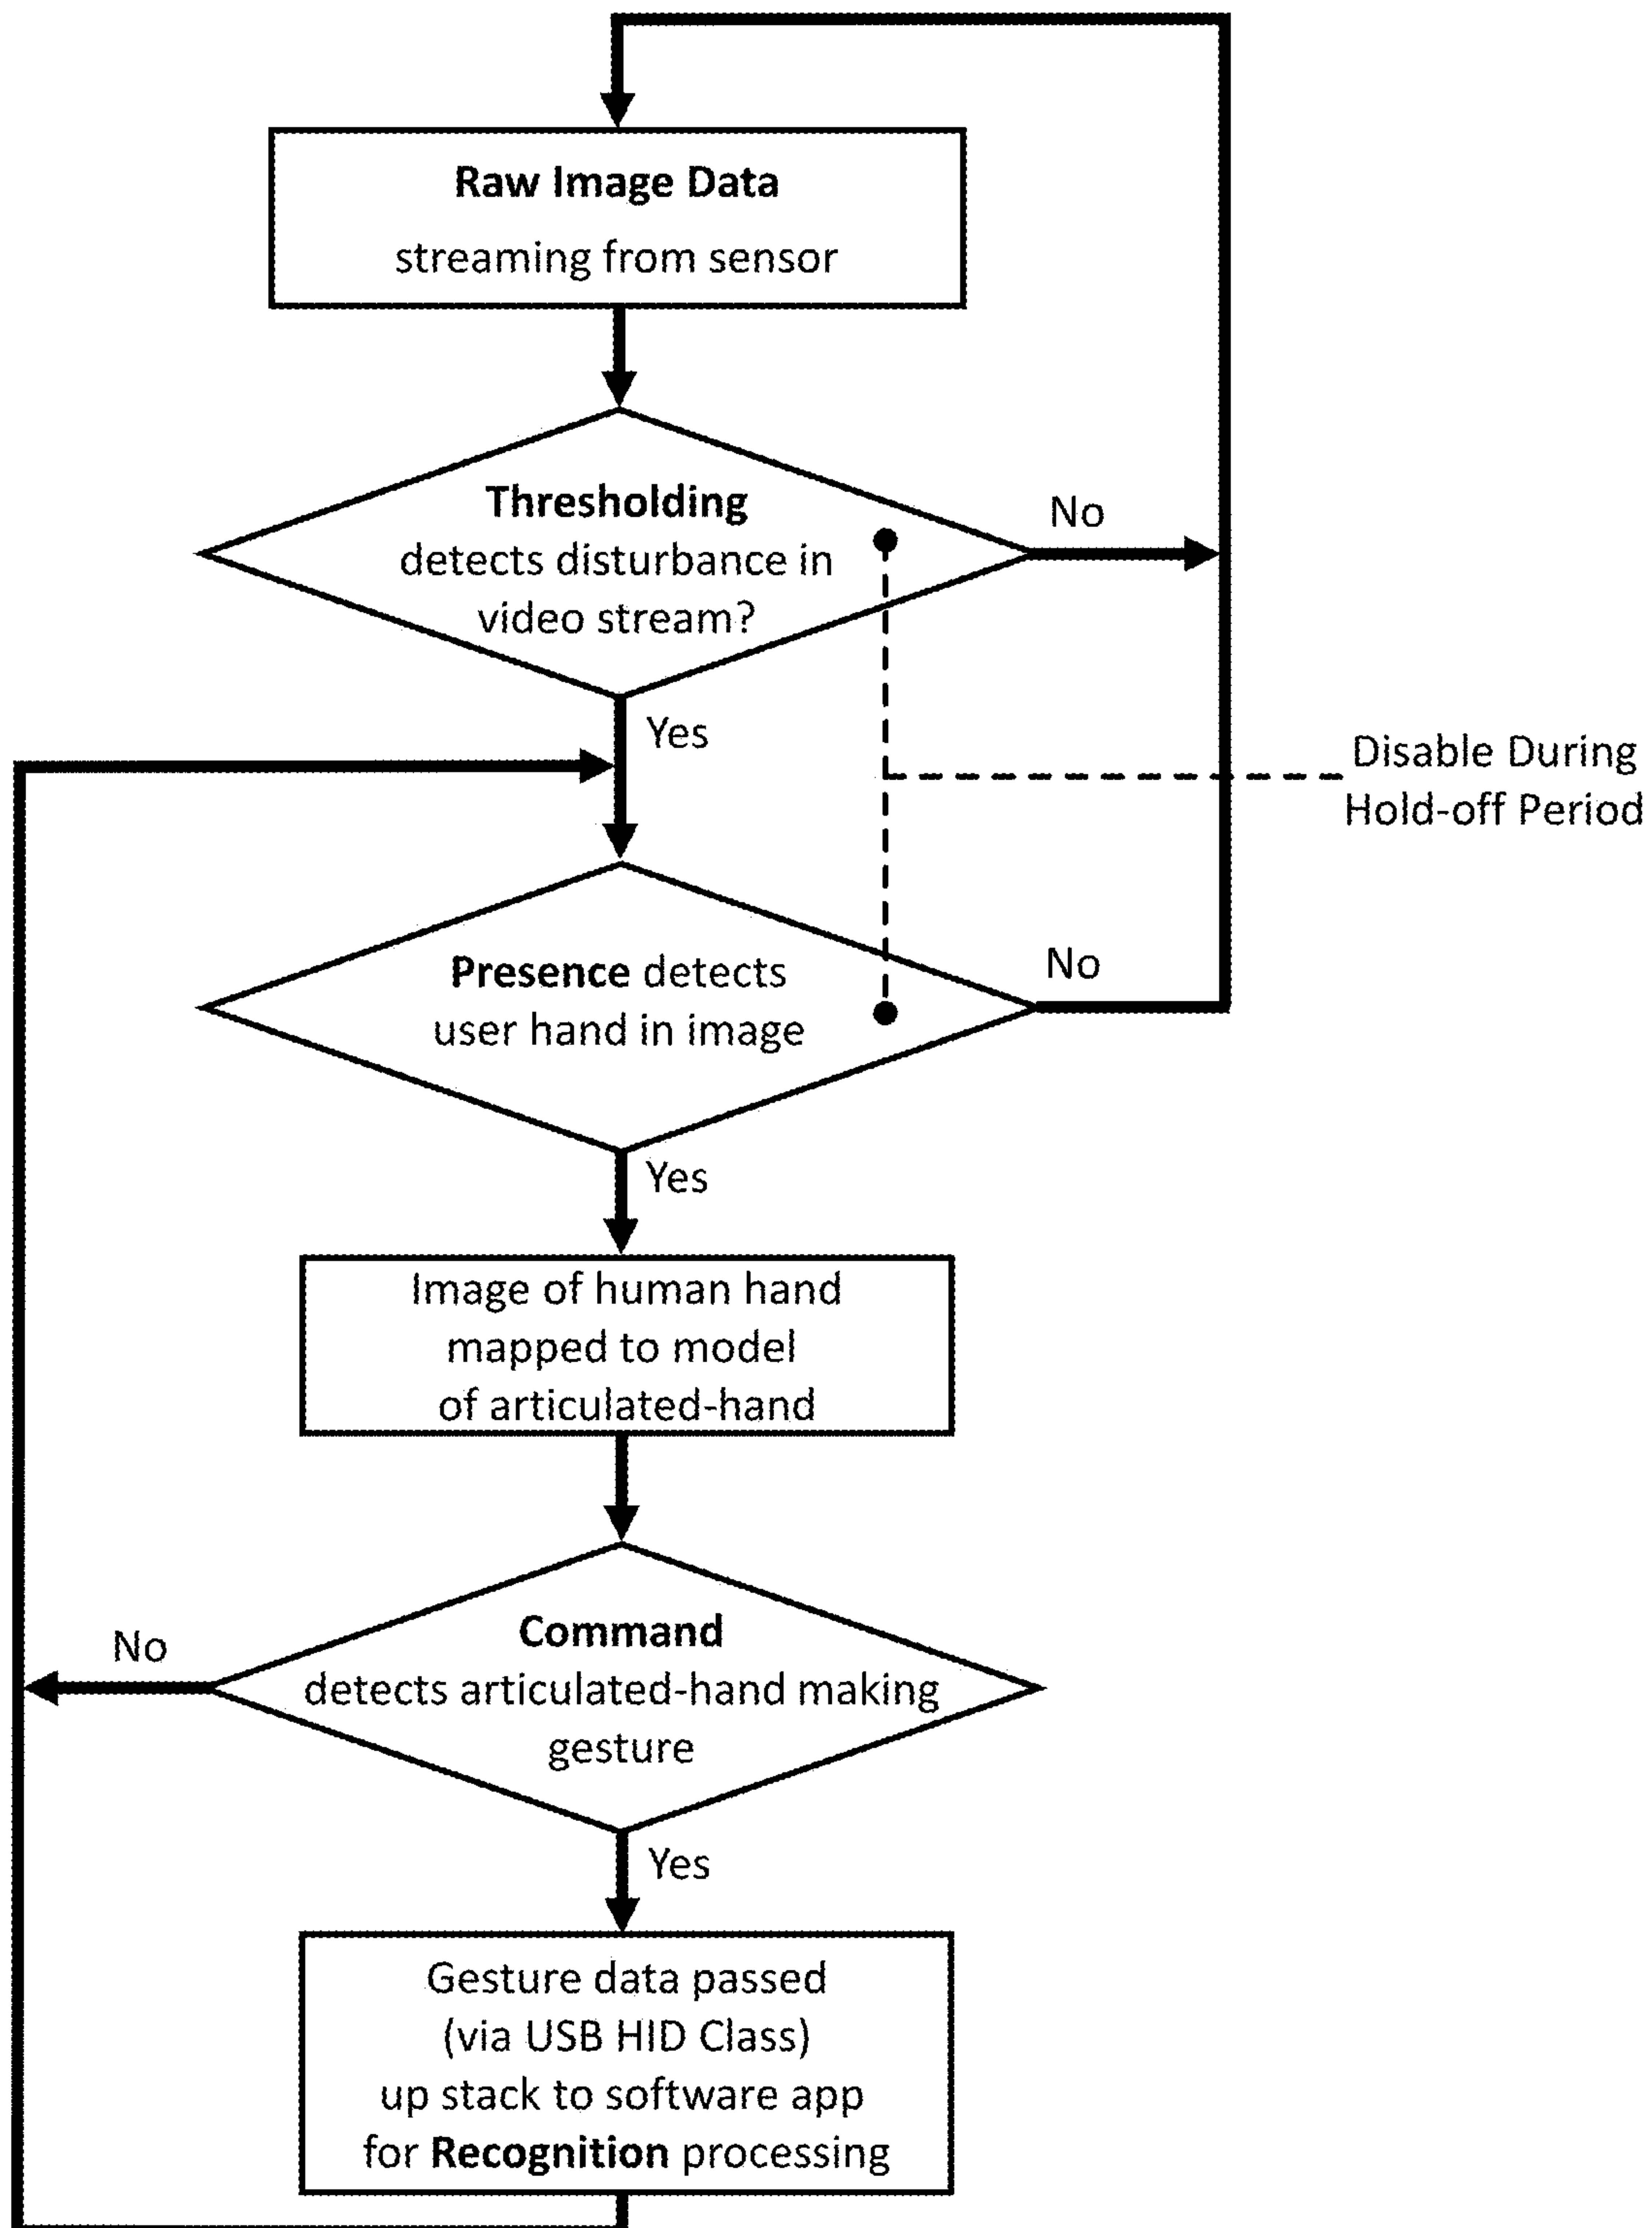 Raw Image Data
streaming from sensor
Thresholding
detects disturbance in
video stream?
No
Yes
Disable During
Hold-off Period
Presence detects
user hand in image
No
Yes
Image of human hand
mapped to model
of articulated-hand
Command
detects articulated-hand making
gesture
No
Yes
Gesture data passed
(via USB HID Class)
up stack to software app
for Recognition processing